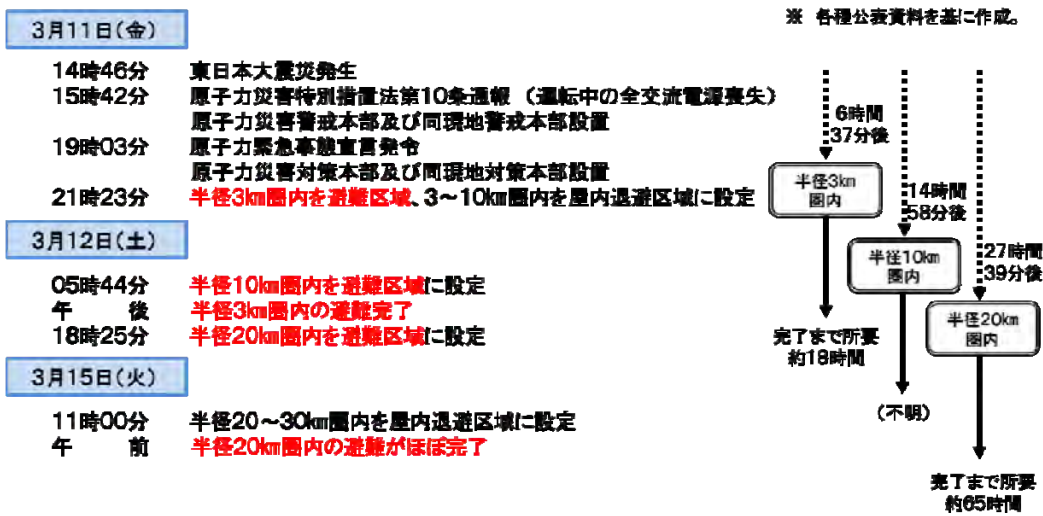 ※ 各種公表資料を基に作成。
3月11日(金)
14時46分 東日本大震災発生
15時42分 原子力災害特別措置法第10条通報 (運転中の全交流電源喪失)
原子力災害警戒本部及び同現地警戒本部設置
19時03分 原子力緊急事態宣言発令
原子力災害対策本部及び同現地対策本部設置
21時23分 半径3km圏内を避難区域、3~10km圏内を屋内退避区域に設定
3月12日(土)
05時44分 半径10km圏内を避難区域に設定
午 後 半径3km圏内の避難完了
18時25分 半径20km圏内を避難区域に設定
3月15日(火)
11時00分 半径20~30km圏内を屋内退避区域に設定
午 前 半径20km圏内の避難がほぼ完了
6時間
37分後
半径3km
圏内
完了まで所要
約18時間
14時間
58分後
半径10km
圏内
(不明)
27時間
39分後
半径20km
圏内
完了まで所要
約65時間